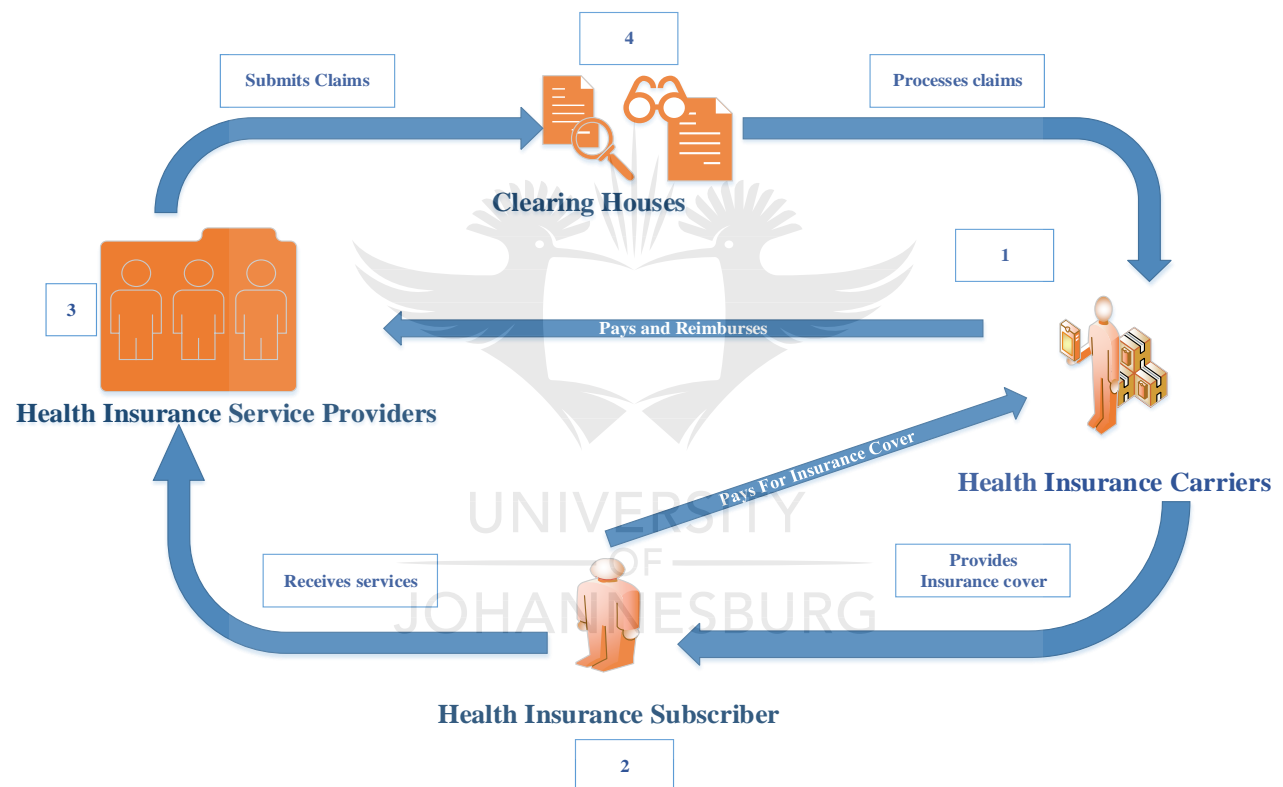 4
Submits Claims
Processes claims
Clearing Houses
1
3
Pays and Reimburses
Health Insurance Service Providers
Pays For Insurance Cover
Health Insurance Carriers
UNIVERSITY
OF
JOHANNESBURG
Receives services
Provides
Insurance cover
Health Insurance Subscriber
2